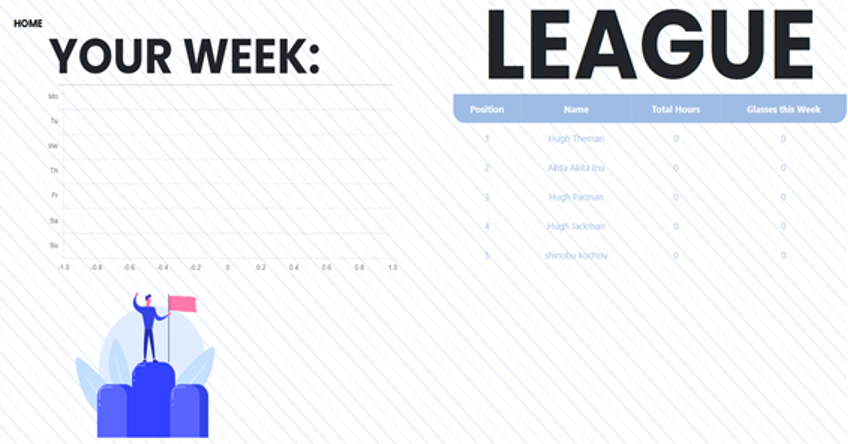 HOME
YOUR WEEK:
Mo
Tu
We
Th
Fr
Sa
Su
-1.0 -0.8 -0.6 -0.4 -0.2 0 0.2 0.4 0.6 0.8 1.0
LEAGUE
Position Name Total Hours Glasses this Week
1 Hugh Theman 0 0
2 Akita Akita Inu 0 0
3 Hugh Pacman 0 0
4 Hugh Jackman 0 0
5 shinobu kochou 0 0